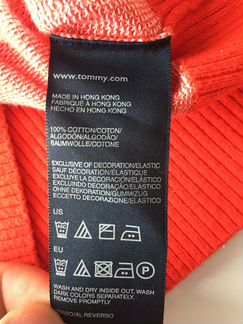 www.tommy.com
MADE IN HONG KONG
FABRIQUÉ À HONG KONG
HECHO EN HONG KONG
100% COTTON/COTON/
ALGODÓN/ALGODÃO/
BAUMWOLLE/COTONE
EXCLUSIVE OF DECORATION/ELASTIC
SAUF DÉCORATION/ÉLASTIQUE
EXCLUYE LA DECORACIÓN/ELÁSTICO
EXCLUINDO DECORAÇÃO/ELÁSTICO
OHNE DEKORATION/GUMMIZUG
ECCETTO DECORAZIONE/ELASTICO
US
EU
WASH AND DRY INSIDE OUT, WASH
DARK COLORS SEPARATELY,
REMOVE PROMPTLY
REVERSO